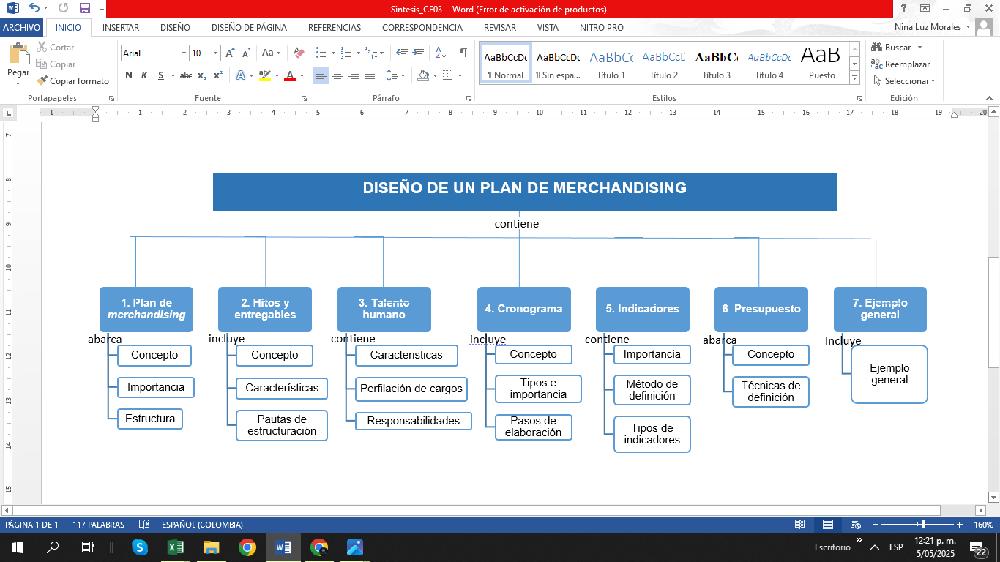 Sintesis_CF03 - Word (Error de activación de productos)
ARCHIVO INICIO INSERTAR DISEÑO DISEÑO DE PÁGINA REFERENCIAS CORRESPONDENCIA REVISAR VISTA NITRO PRO Nina Luz Morales
Pegar
Cortar
Copiar
Copiar formato
Portapapeles
Arial 10
N K S abc x₂ x²
Fuente
Párrafo
AaBbCcDc AaBbCcDc AaBbCc AaBbCcD AaBbC AaBbCcDc AaBb
¶ Normal ¶ Sin espa... Título 1 Título 2 Título 3 Título 4 Puesto
Estilos
Buscar
Reemplazar
Seleccionar
Edición
1 1 2 3 4 5 6 7 8 9 10 11 12 13 14 15 16 17 18 19 20
7
8
9
10
11
12
13
14
15
DISEÑO DE UN PLAN DE MERCHANDISING
contiene
1. Plan de
merchandising
abarca
Concepto
Importancia
Estructura
2. Hitos y
entregables
incluye
Concepto
Características
Pautas de
estructuración
3. Talento
humano
contiene
Caracteristicas
Perfilación de cargos
Responsabilidades
4. Cronograma
incluye
Concepto
Tipos e
importancia
Pasos de
elaboración
5. Indicadores
contiene
Importancia
Método de
definición
Tipos de
indicadores
6. Presupuesto
abarca
Concepto
Técnicas de
definición
7. Ejemplo
general
Incluye
Ejemplo
general
PÁGINA 1 DE 1 117 PALABRAS ESPAÑOL (COLOMBIA) 160%
Escritorio ESP 12:21 p. m.
5/05/2025
22